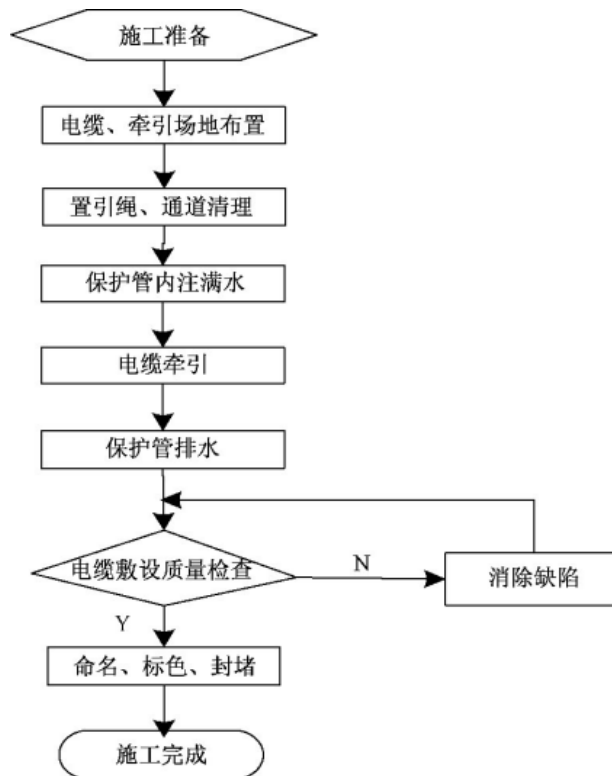 施工准备
电缆、牵引场地布置
置引绳、通道清理
保护管内注满水
电缆牵引
保护管排水
电缆敷设质量检查
N
消除缺陷
Y
命名、标色、封堵
施工完成